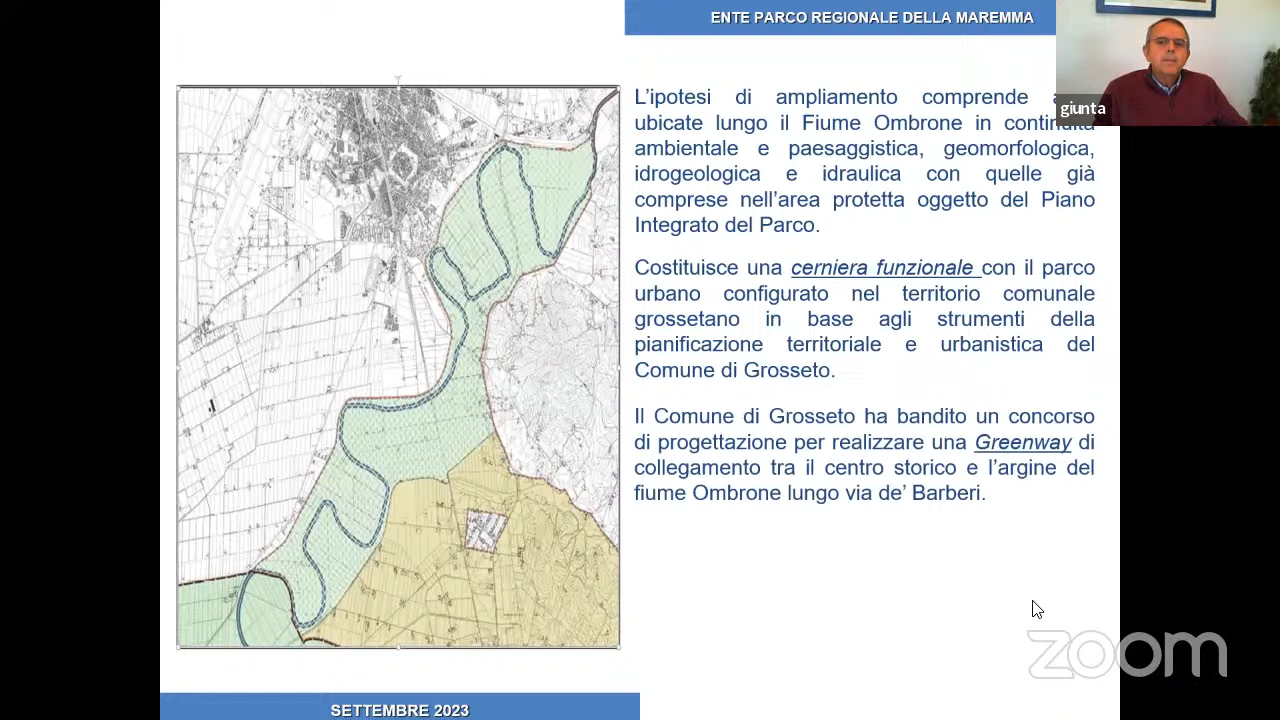 ENTE PARCO REGIONALE DELLA MAREMMA
giunta
L'ipotesi di ampliamento comprende
ubicate lungo il Fiume Ombrone in continuità
ambientale e paesaggistica, geomorfologica,
idrogeologica e idraulica con quelle già
comprese nell'area protetta oggetto del Piano
Integrato del Parco.
Costituisce una cerniera funzionale con il parco
urbano configurato nel territorio comunale
grossetano in base agli strumenti della
pianificazione territoriale e urbanistica del
Comune di Grosseto.
Il Comune di Grosseto ha bandito un concorso
di progettazione per realizzare una Greenway di
collegamento tra il centro storico e l'argine del
fiume Ombrone lungo via de' Barberi.
zoom
SETTEMBRE 2023